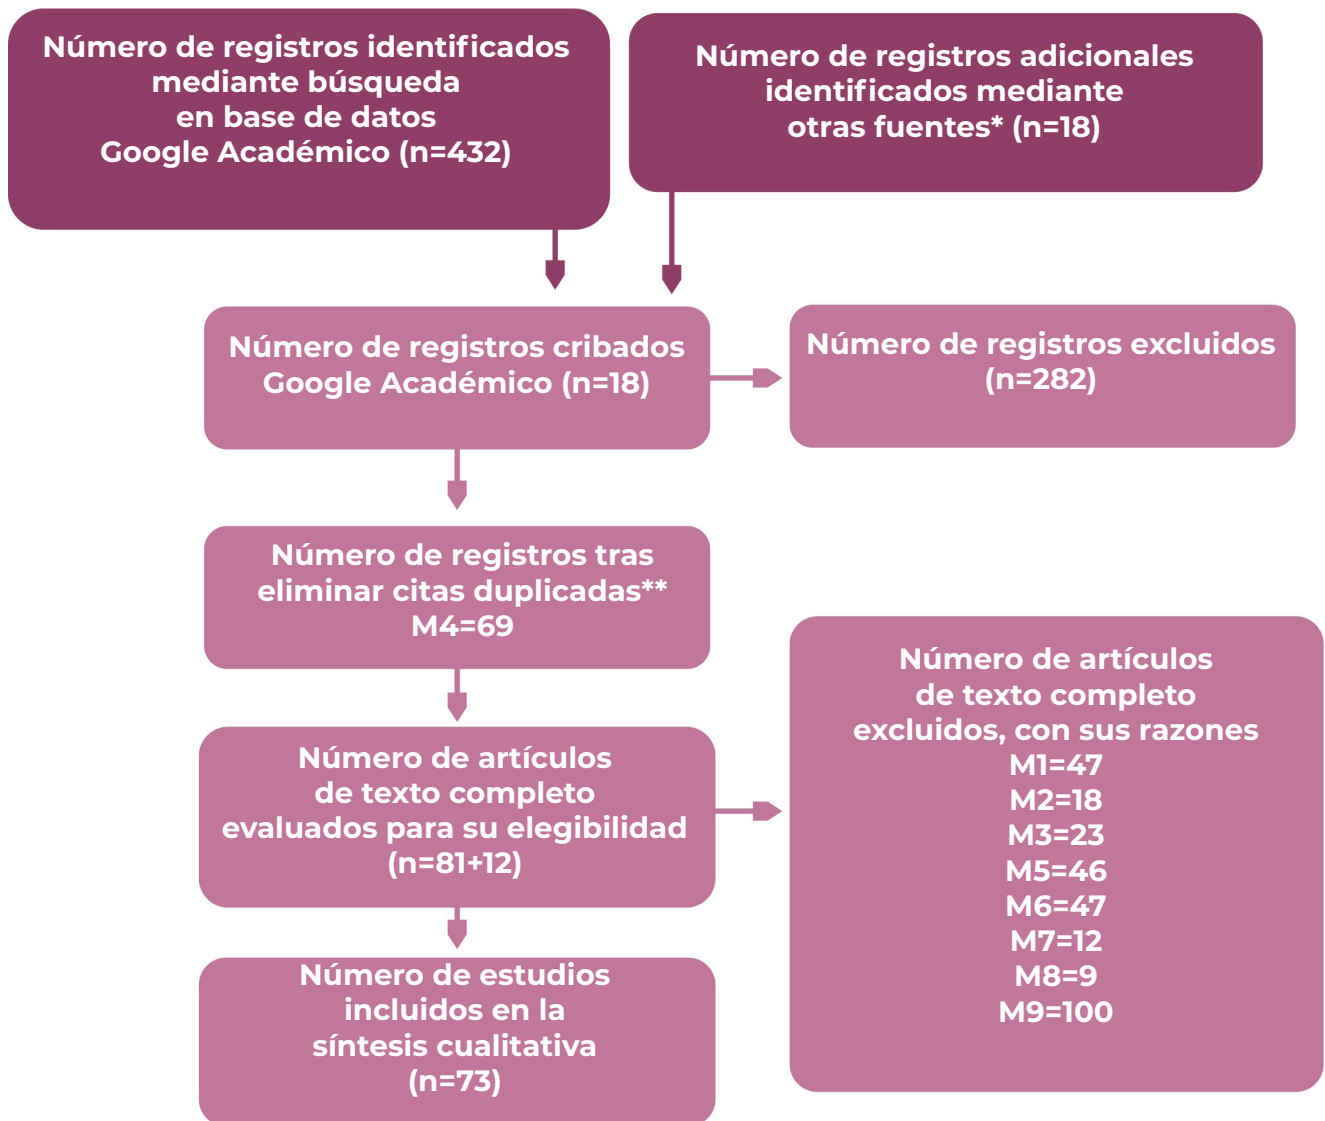 Número de registros identificados
mediante búsqueda
en base de datos
Google Académico (n=432)
Número de registros adicionales
identificados mediante
otras fuentes* (n=18)
Número de registros cribados
Google Académico (n=18)
Número de registros excluidos
(n=282)
Número de registros tras
eliminar citas duplicadas**
M4=69
Número de artículos
de texto completo
evaluados para su elegibilidad
(n=81+12)
Número de artículos
de texto completo
excluidos, con sus razones
M1=47
M2=18
M3=23
M5=46
M6=47
M7=12
M8=9
M9=100
Número de estudios
incluidos en la
síntesis cualitativa
(n=73)